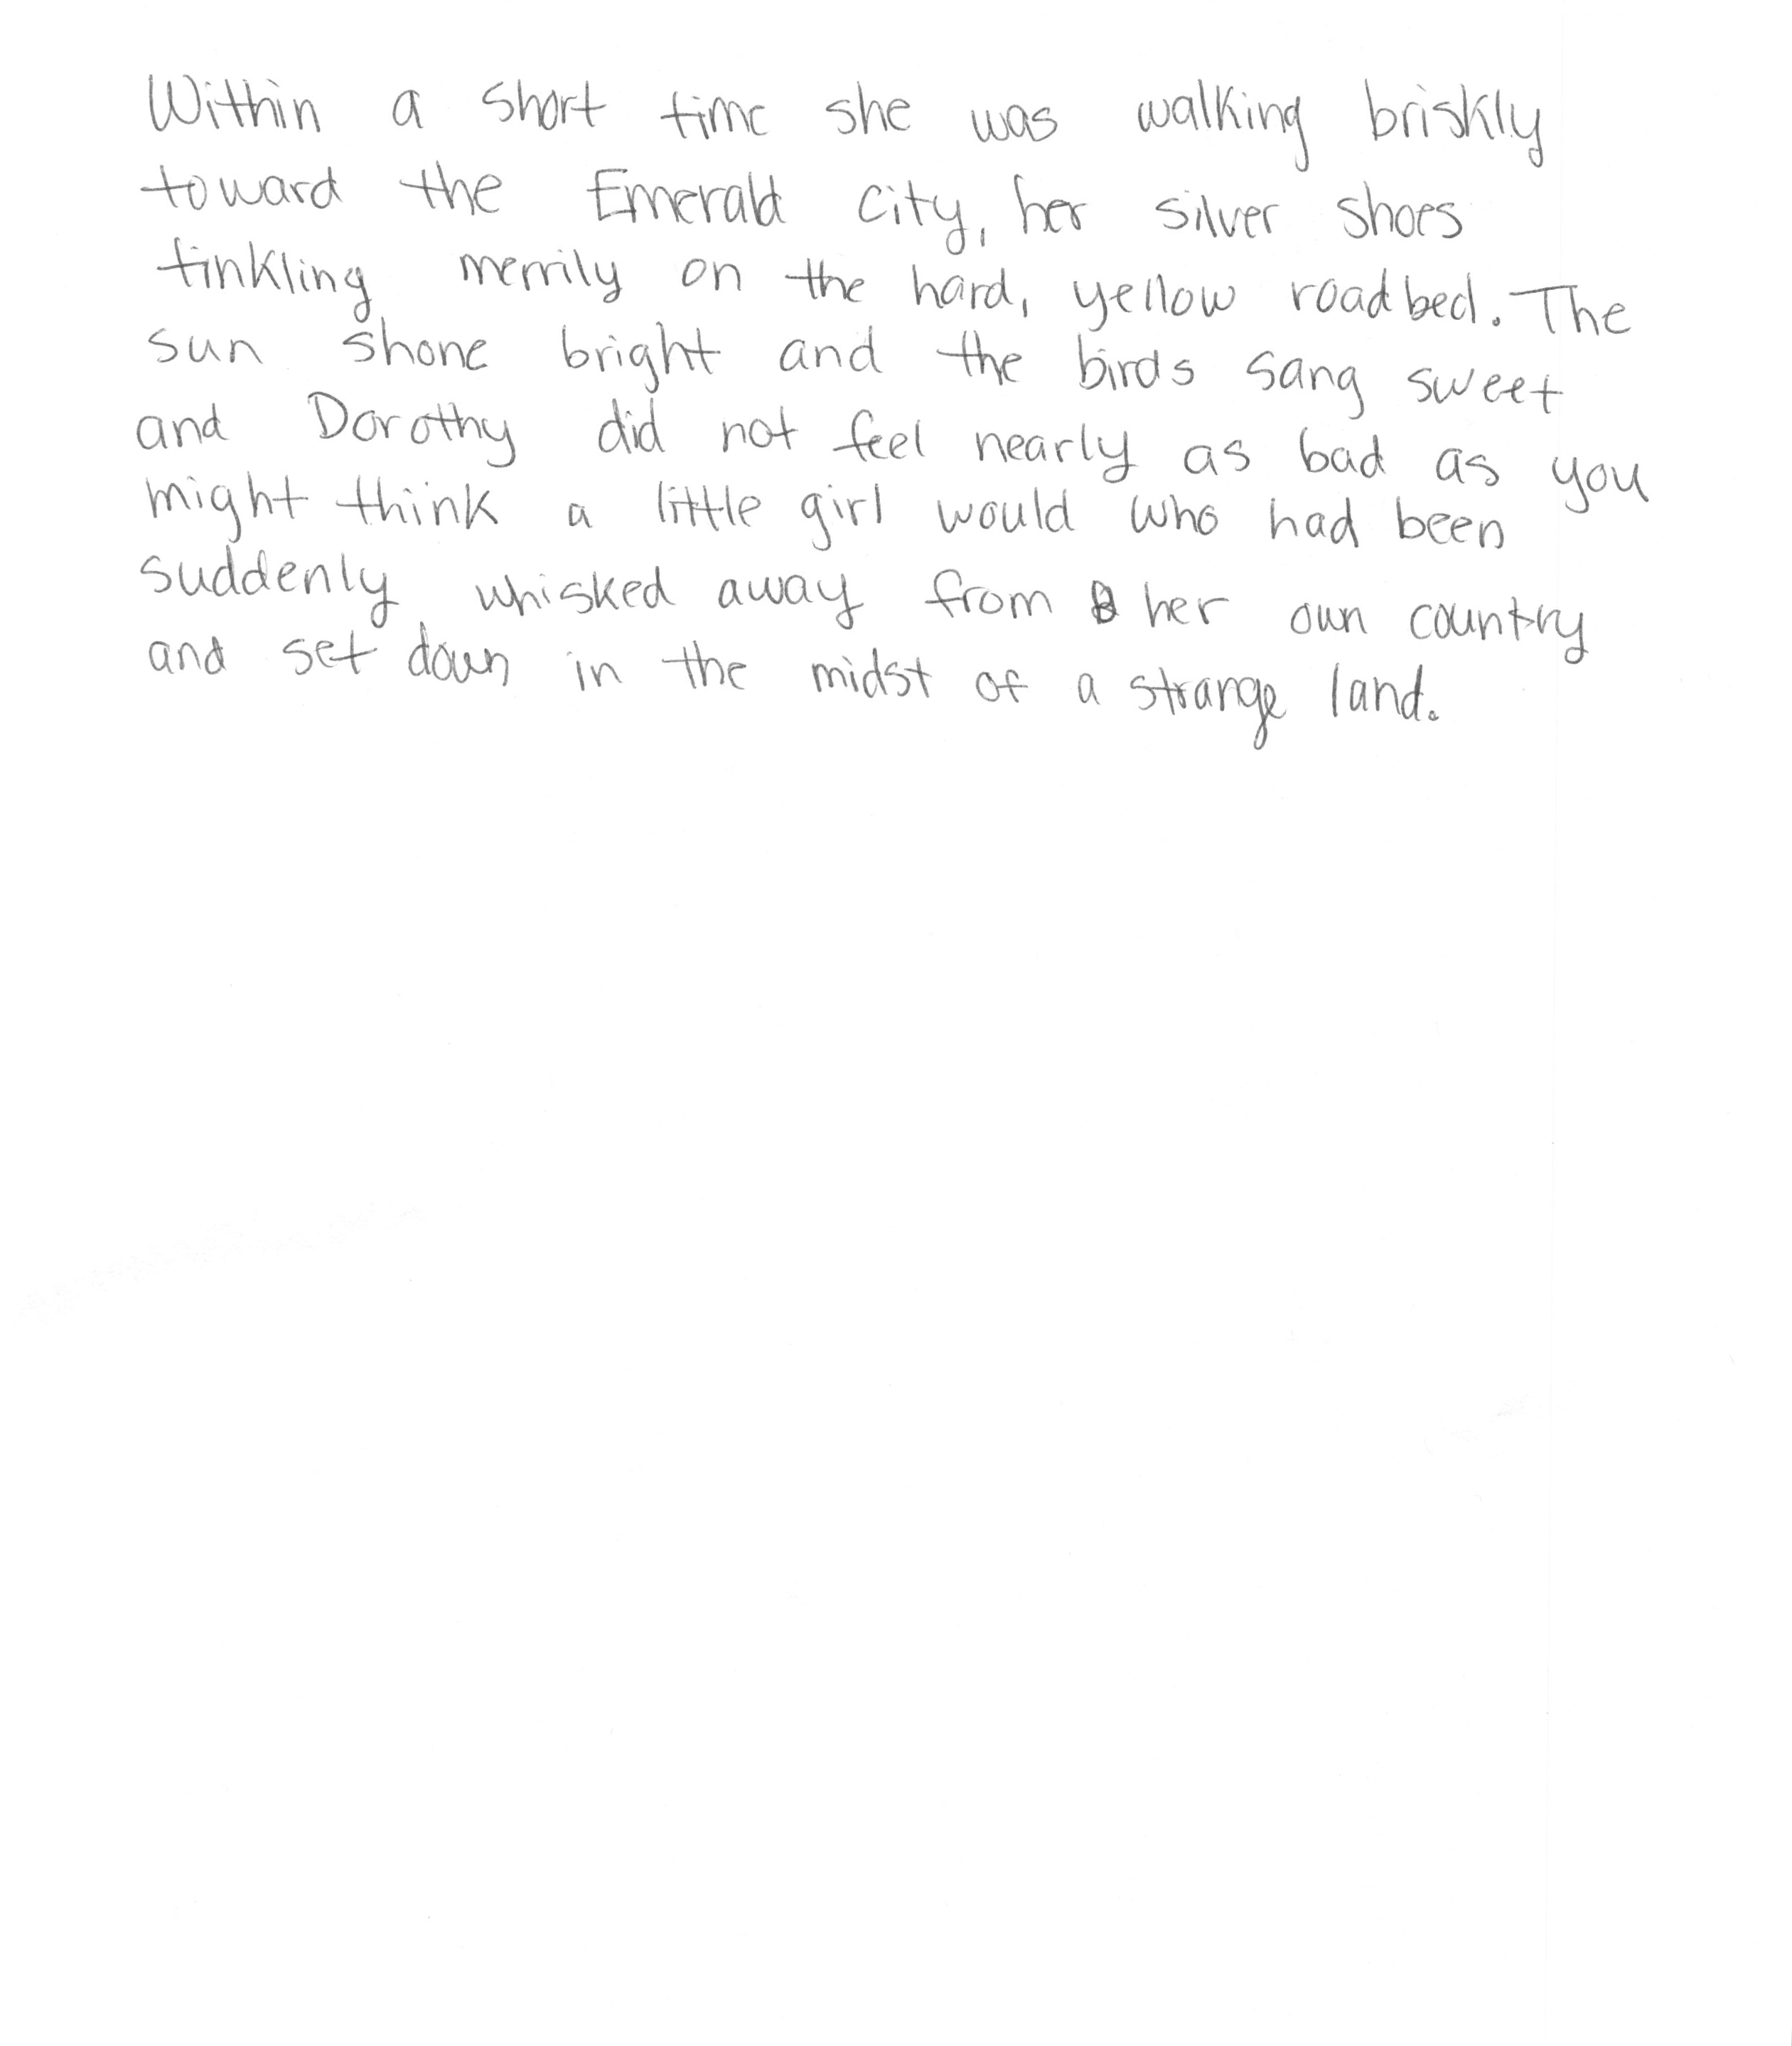 Within a short time she was walking briskly
toward the Emerald City, her silver shoes
tinkling merrily on the hard, yellow roadbed. The
sun shone bright and the birds sang sweet
and Dorothy did not feel nearly as bad as you
might think a little girl would who had been
suddenly whisked away from her own country
and set down in the midst of a strange land.